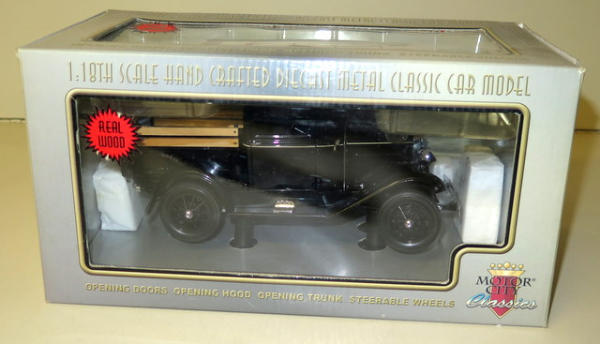 1:18TH SCALE HAND CRAFTED DIECAST METAL CLASSIC CAR MODEL
REAL
WOOD
OPENING DOORS OPENING HOOD OPENING TRUNK STEERABLE WHEELS
MOTOR®
CITY
Classics